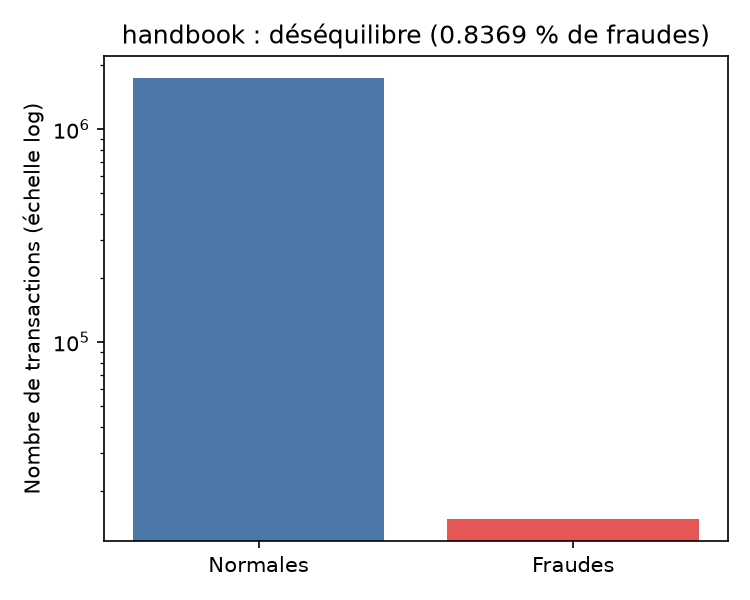 handbook : déséquilibre (0.8369 % de fraudes)
Nombre de transactions (échelle log)
10⁶
10⁵
Normales
Fraudes